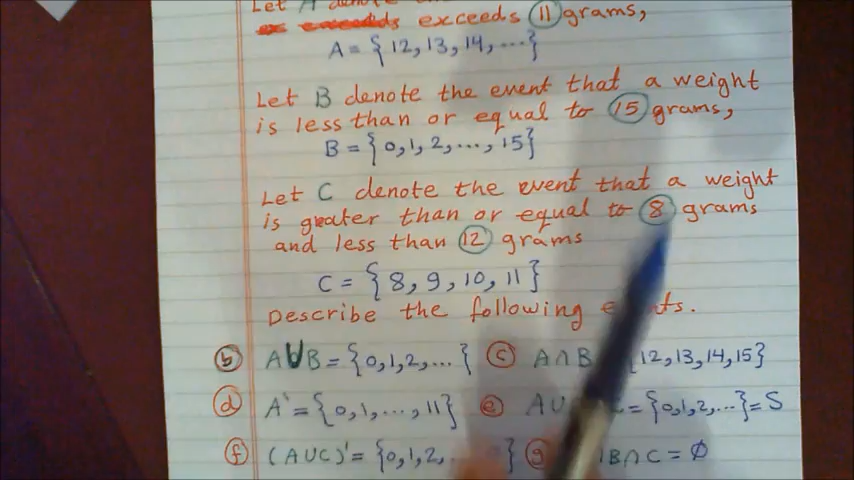 Let A denote
exceeds 11 grams,
A = { 12, 13, 14, ...}
Let B denote the event that a weight
is less than or equal to 15 grams,
B = { 0, 1, 2, ..., 15}
Let C denote the event that a weight
is greater than or equal to 8 grams
and less than 12 grams
C = { 8, 9, 10, 11 }
Describe the following
b A∪B = { 0, 1, 2, ... } c A∩B {12, 13, 14, 15}
d A' = { 0, 1, ..., 11 } e A∪ = {0, 1, 2, ...} = S
f (A∪C)' = { 0, 1, 2, } g B∩C = Ø